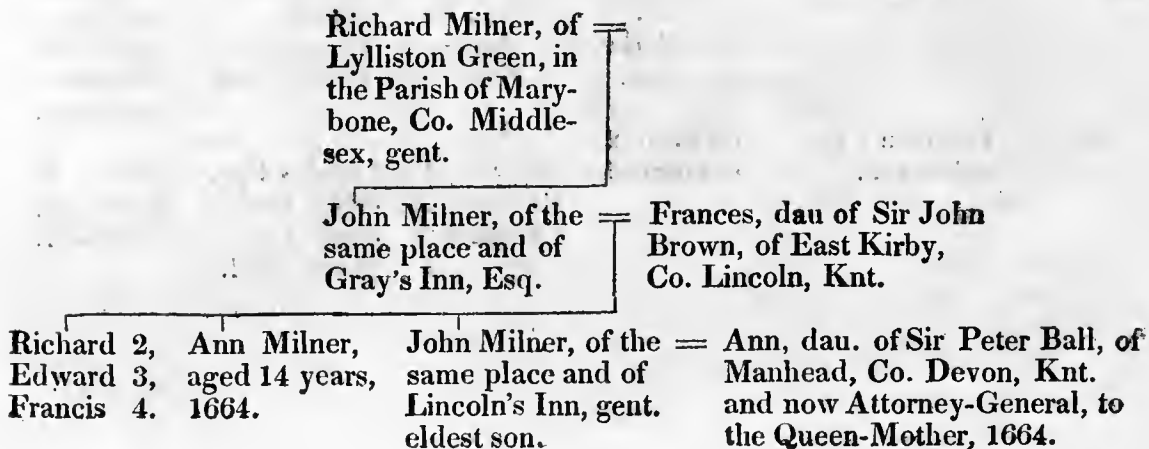 Richard Milner, of =
Lylliston Green, in
the Parish of Mary-
bone, Co. Middle-
sex, gent.
John Milner, of the
same place and of
Gray's Inn, Esq.
= Frances, dau of Sir John
Brown, of East Kirby,
Co. Lincoln, Knt.
Richard 2,
Edward 3,
Francis 4.
Ann Milner,
aged 14 years,
1664.
John Milner, of the
same place and of
Lincoln's Inn, gent.
eldest son.
= Ann, dau. of Sir Peter Ball, of
Manhead, Co. Devon, Knt.
and now Attorney-General, to
the Queen-Mother, 1664.